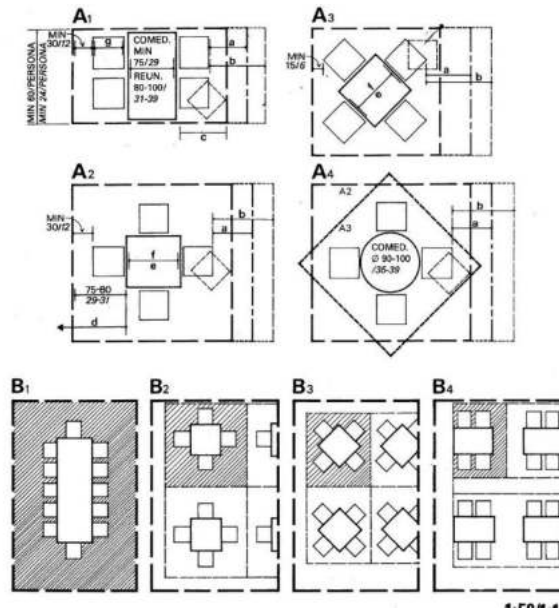 A1
MIN
30/12
g
COMED.
MIN
75/29
REUN.
80-100/
31-39
a
b
c
MIN 60/PERSONA
MIN 24/PERSONA
A3
MIN
15/6
f
e
a
b
A2
MIN
30/12
f
e
b
a
75-80
29-31
d
A4
A2
A3
COMED.
Ø 90-100
/35-39
b
a
B1
B2
B3
B4